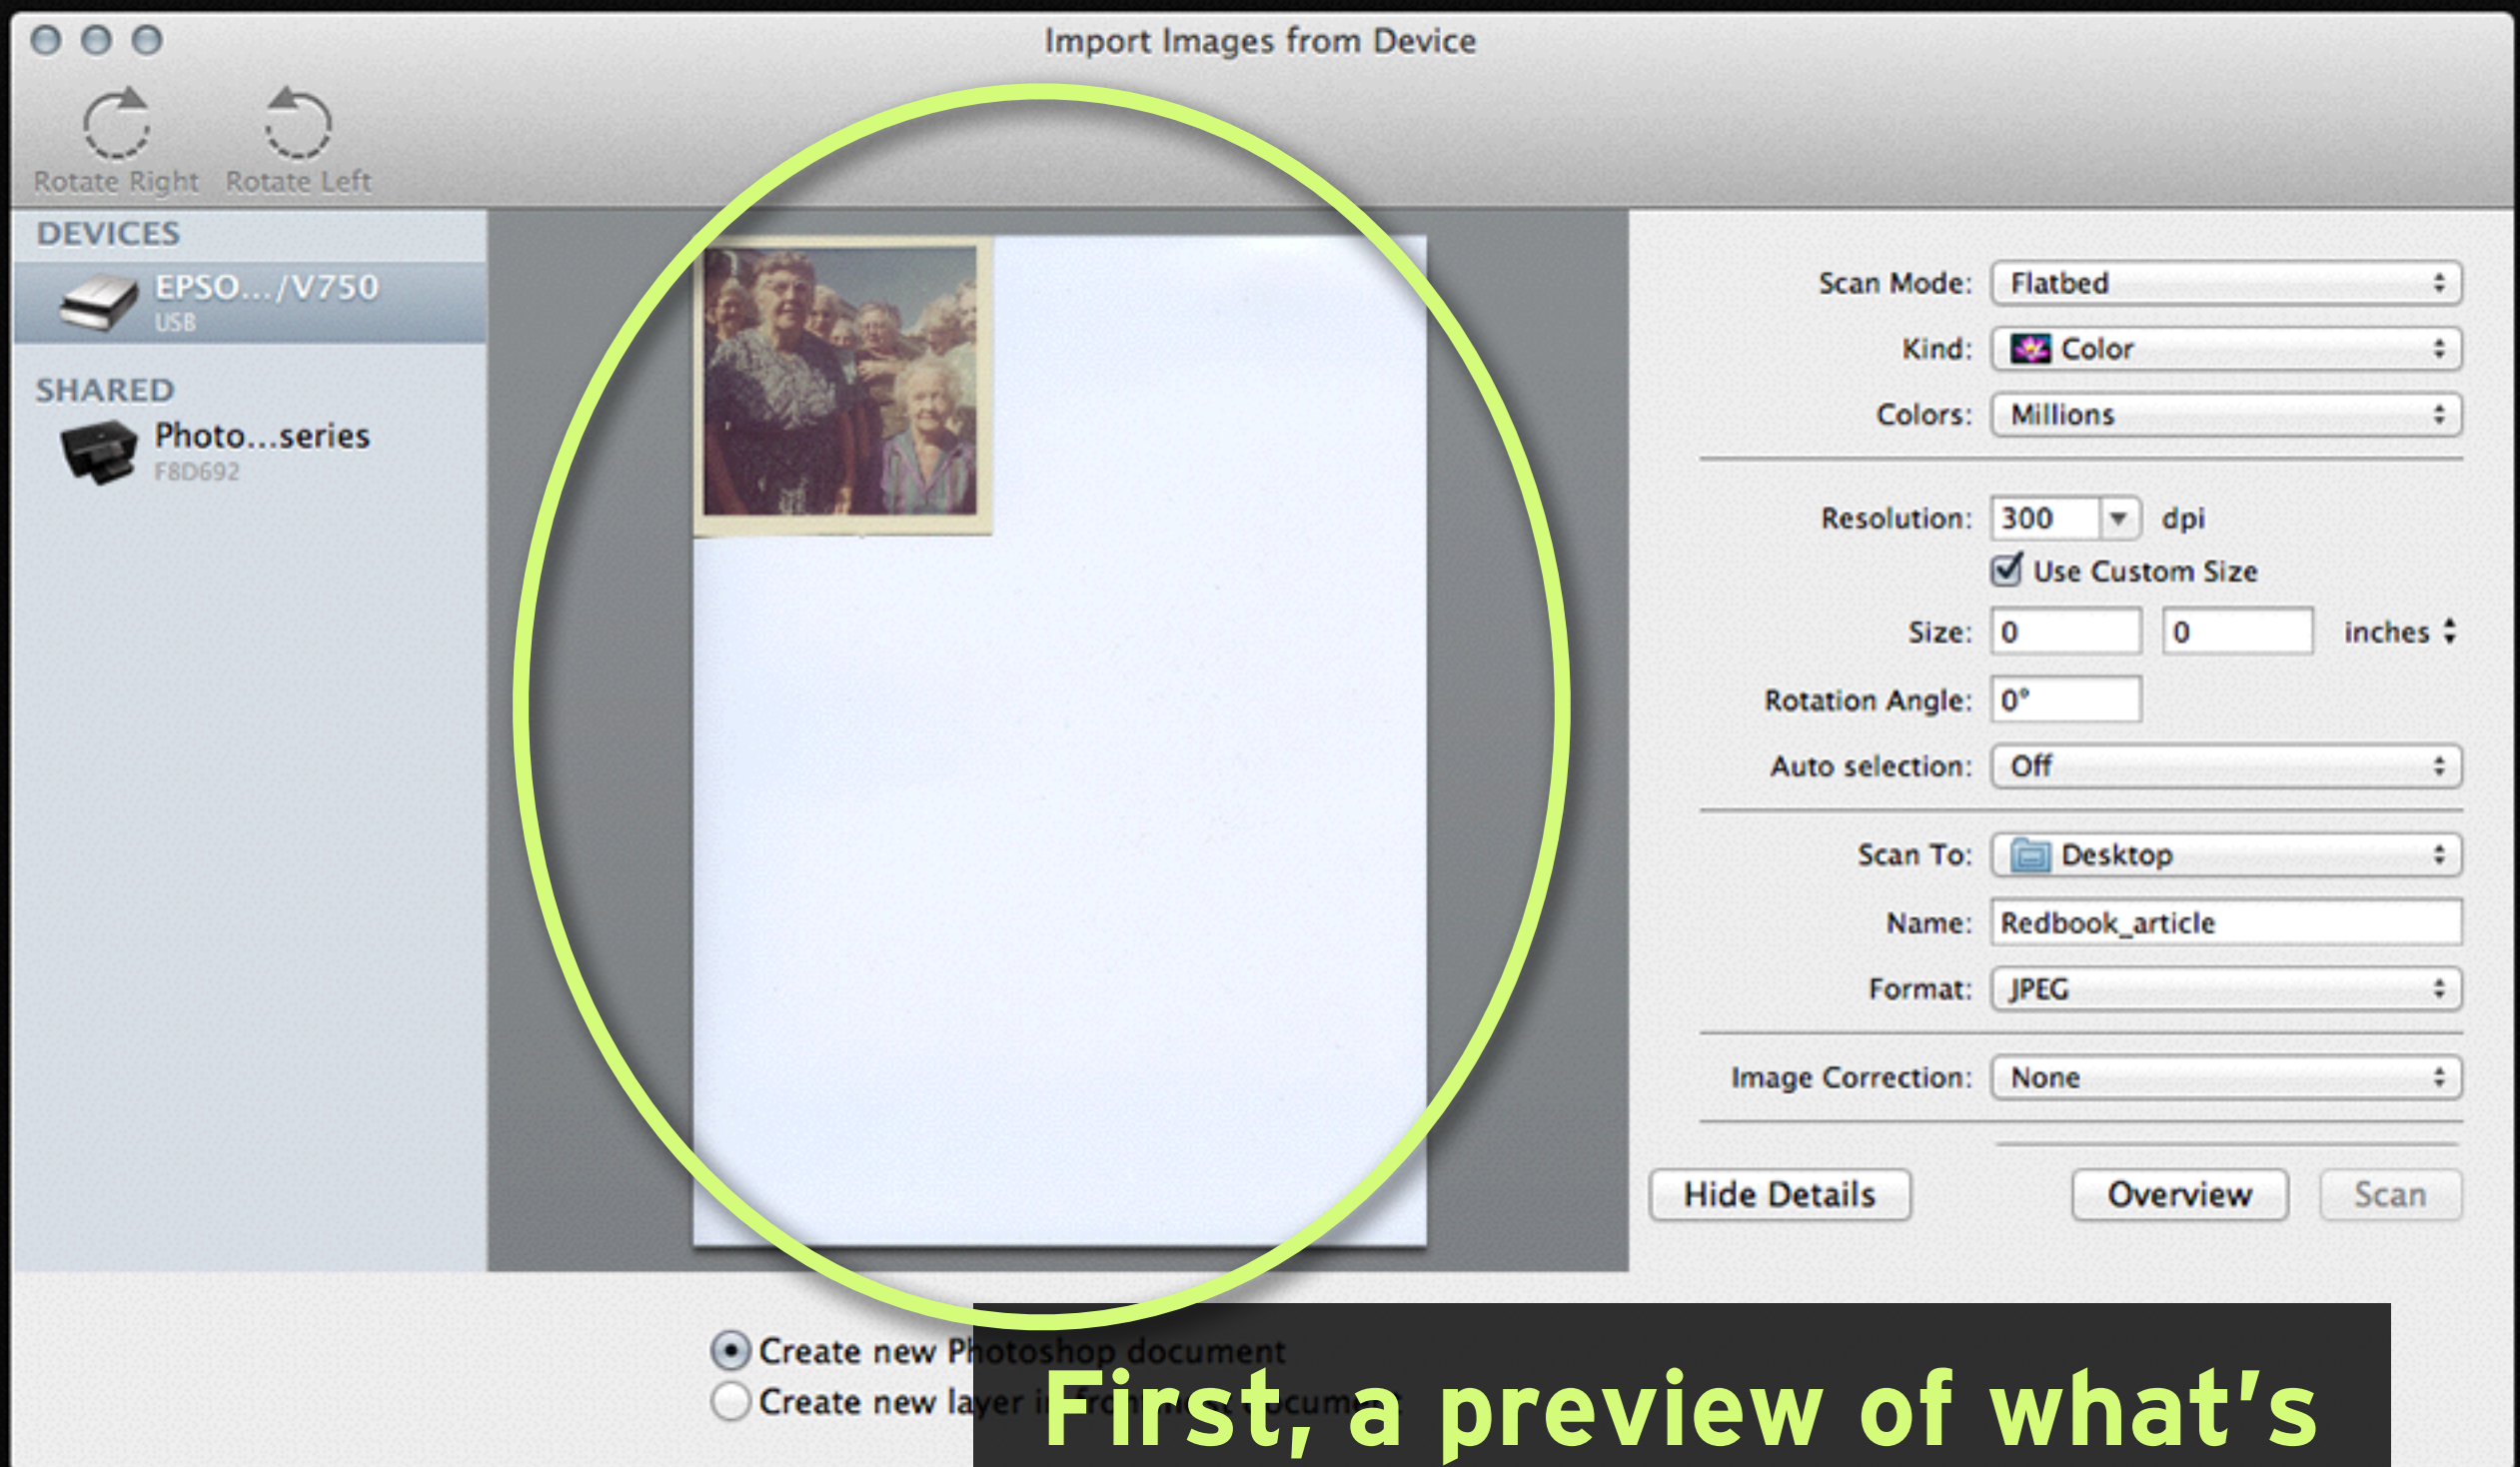 Import Images from Device
Rotate Right Rotate Left
DEVICES
EPSO.../V750
USB
SHARED
Photo...series
F8D692
Scan Mode: Flatbed
Kind: Color
Colors: Millions
Resolution: 300 dpi
Use Custom Size
Size: 0 0 inches
Rotation Angle: 0°
Auto selection: Off
Scan To: Desktop
Name: Redbook_article
Format: JPEG
Image Correction: None
Hide Details Overview Scan
Create new Photoshop document
Create new layer in frontmost document
First, a preview of what's